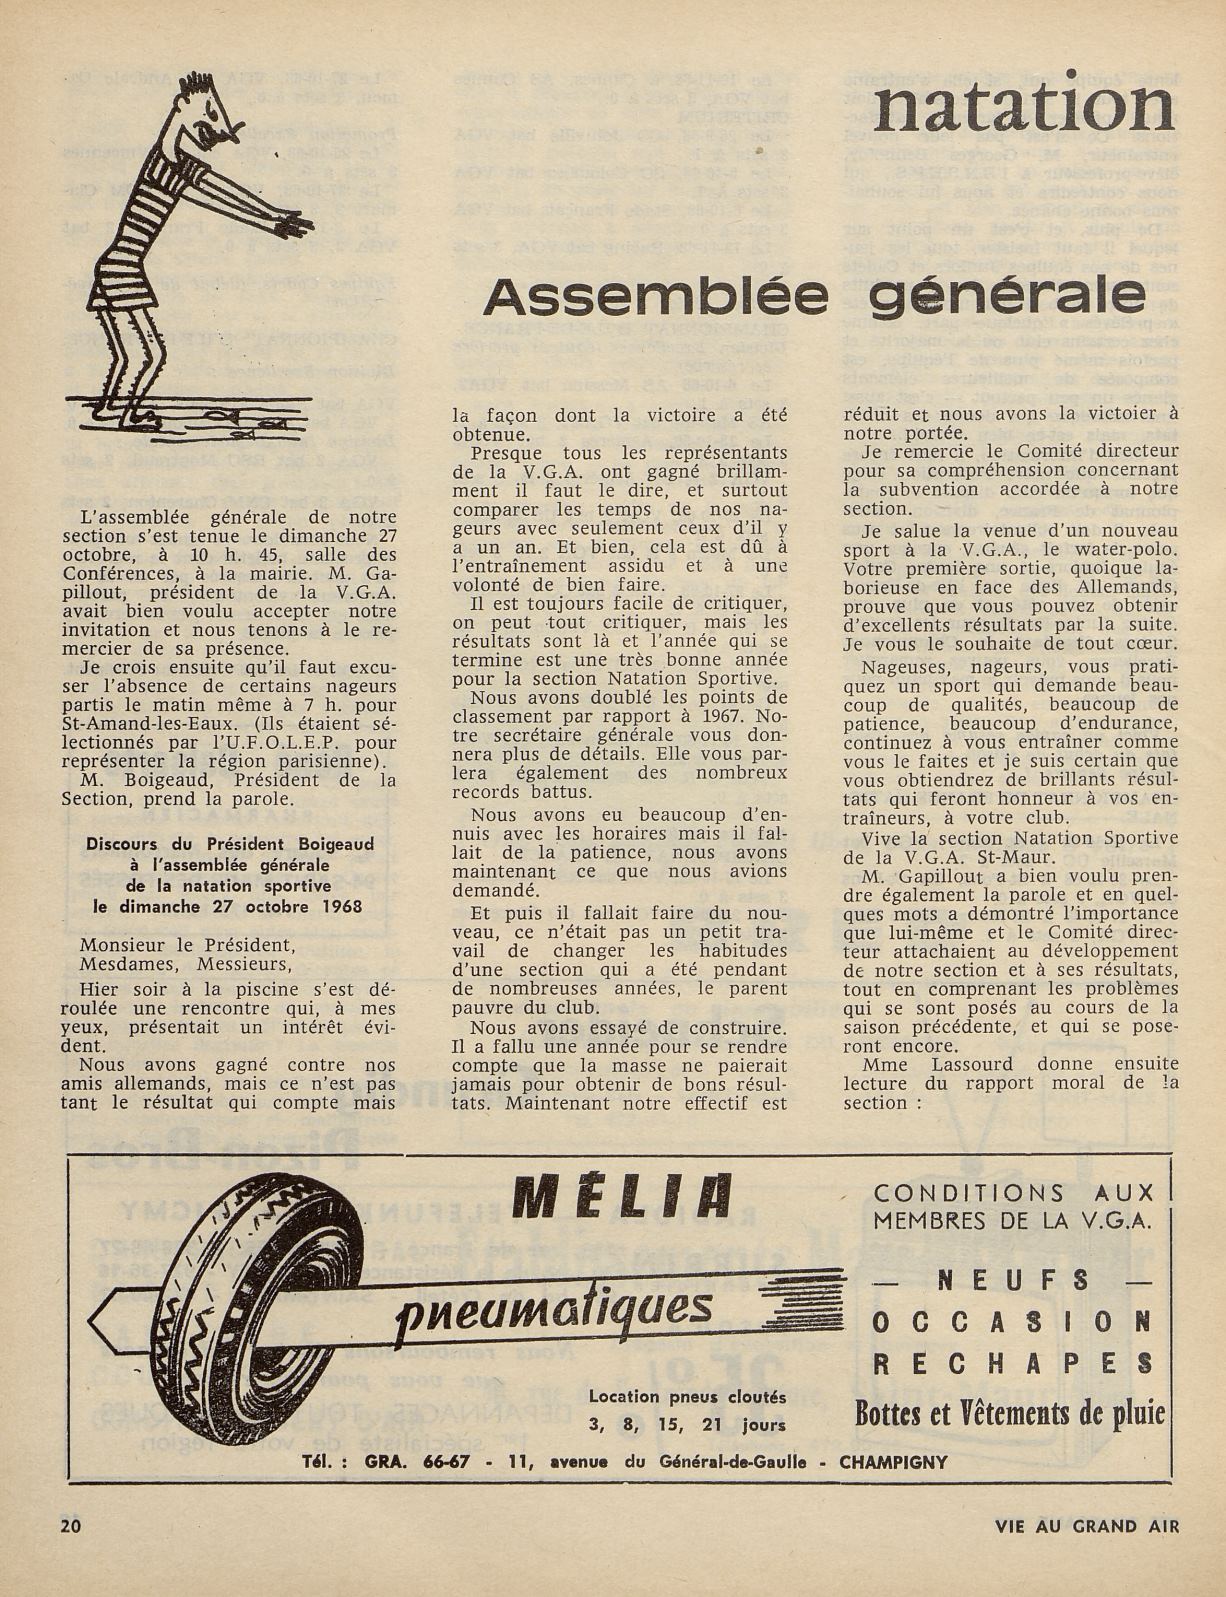 natation
Assemblée générale
L'assemblée générale de notre
section s'est tenue le dimanche 27
octobre, à 10 h. 45, salle des
Conférences, à la mairie. M. Ga-
pillout, président de la V.G.A.
avait bien voulu accepter notre
invitation et nous tenons à le re-
mercier de sa présence.
Je crois ensuite qu'il faut excu-
ser l'absence de certains nageurs
partis le matin même à 7 h. pour
St-Amand-les-Eaux. (Ils étaient sé-
lectionnés par l'U.F.O.L.E.P. pour
représenter la région parisienne).
M. Boigeaud, Président de la
Section, prend la parole.
Discours du Président Boigeaud
à l'assemblée générale
de la natation sportive
le dimanche 27 octobre 1968
Monsieur le Président,
Mesdames, Messieurs,
Hier soir à la piscine s'est dé-
roulée une rencontre qui, à mes
yeux, présentait un intérêt évi-
dent.
Nous avons gagné contre nos
amis allemands, mais ce n'est pas
tant le résultat qui compte mais
la façon dont la victoire a été
obtenue.
Presque tous les représentants
de la V.G.A. ont gagné brillam-
ment il faut le dire, et surtout
comparer les temps de nos na-
geurs avec seulement ceux d'il y
a un an. Et bien, cela est dû à
l'entraînement assidu et à une
volonté de bien faire.
Il est toujours facile de critiquer,
on peut tout critiquer, mais les
résultats sont là et l'année qui se
termine est une très bonne année
pour la section Natation Sportive.
Nous avons doublé les points de
classement par rapport à 1967. No-
tre secrétaire générale vous don-
nera plus de détails. Elle vous par-
lera également des nombreux
records battus.
Nous avons eu beaucoup d'en-
nuis avec les horaires mais il fal-
lait de la patience, nous avons
maintenant ce que nous avions
demandé.
Et puis il fallait faire du nou-
veau, ce n'était pas un petit tra-
vail de changer les habitudes
d'une section qui a été pendant
de nombreuses années, le parent
pauvre du club.
Nous avons essayé de construire.
Il a fallu une année pour se rendre
compte que la masse ne paierait
jamais pour obtenir de bons résul-
tats. Maintenant notre effectif est
réduit et nous avons la victoier à
notre portée.
Je remercie le Comité directeur
pour sa compréhension concernant
la subvention accordée à notre
section.
Je salue la venue d'un nouveau
sport à la V.G.A., le water-polo.
Votre première sortie, quoique la-
borieuse en face des Allemands,
prouve que vous pouvez obtenir
d'excellents résultats par la suite.
Je vous le souhaite de tout cœur.
Nageuses, nageurs, vous prati-
quez un sport qui demande beau-
coup de qualités, beaucoup de
patience, beaucoup d'endurance,
continuez à vous entraîner comme
vous le faites et je suis certain que
vous obtiendrez de brillants résul-
tats qui feront honneur à vos en-
traîneurs, à votre club.
Vive la section Natation Sportive
de la V.G.A. St-Maur.
M. Gapillout a bien voulu pren-
dre également la parole et en quel-
ques mots a démontré l'importance
que lui-même et le Comité direc-
teur attachaient au développement
de notre section et à ses résultats,
tout en comprenant les problèmes
qui se sont posés au cours de la
saison précédente, et qui se pose-
ront encore.
Mme Lassourd donne ensuite
lecture du rapport moral de la
section :
MÉLIA
pneumatiques
Location pneus cloutés
3, 8, 15, 21 jours
CONDITIONS AUX
MEMBRES DE LA V.G.A.
— NEUFS —
OCCASION
RECHAPES
Bottes et Vêtements de pluie
Tél. : GRA. 66-67 - 11, avenue du Général-de-Gaulle - CHAMPIGNY
20
VIE AU GRAND AIR